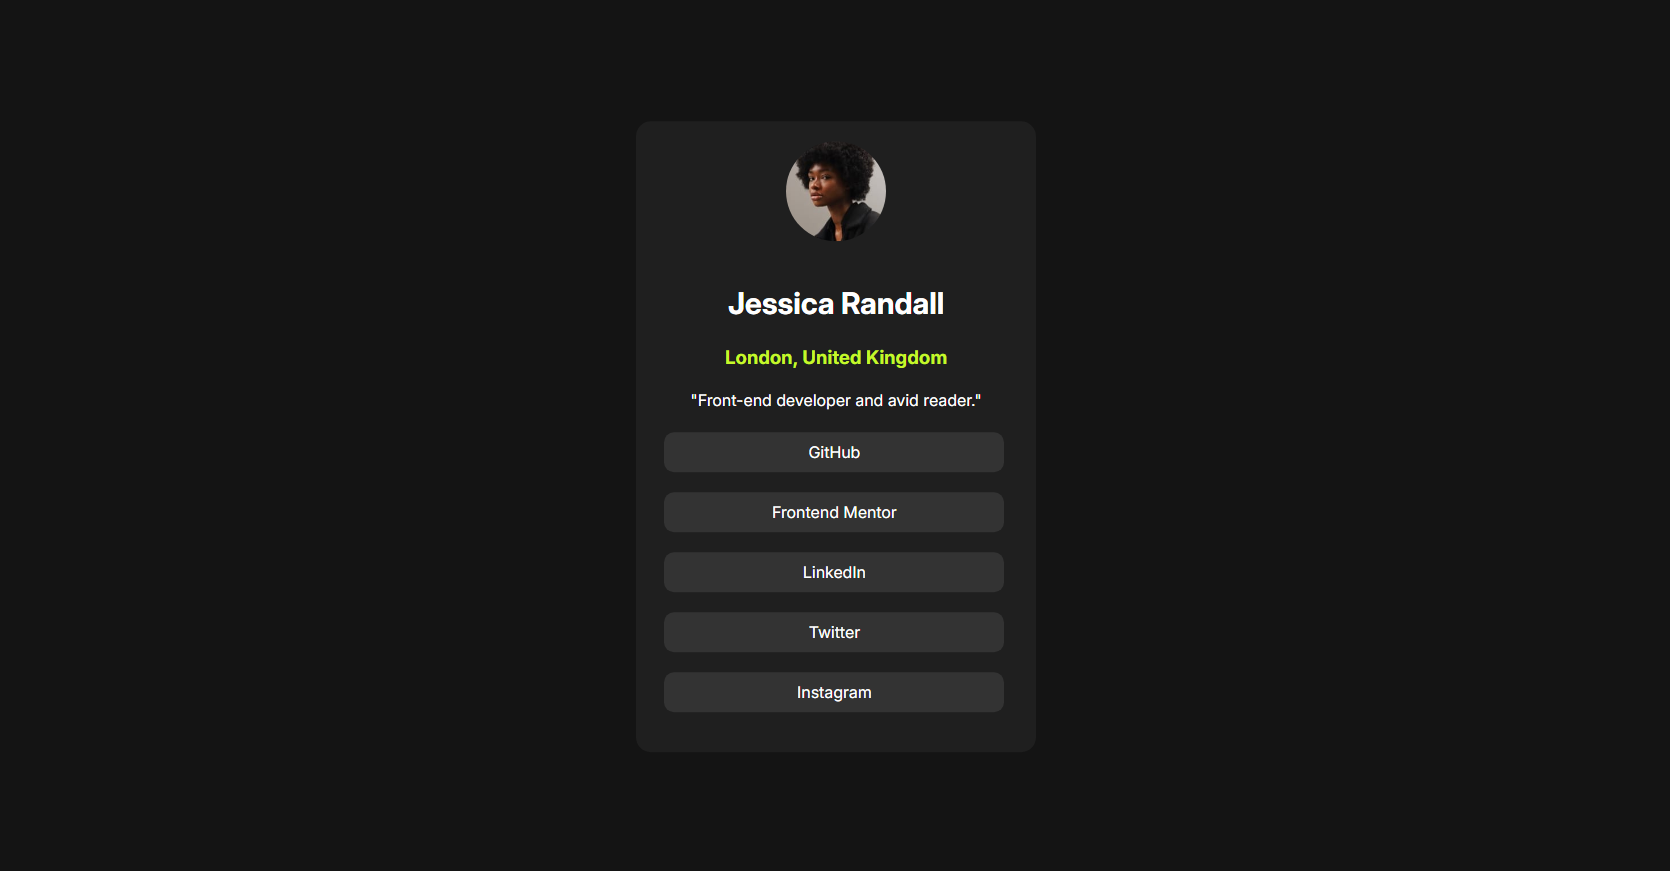 Jessica Randall
London, United Kingdom
"Front-end developer and avid reader."
GitHub
Frontend Mentor
LinkedIn
Twitter
Instagram